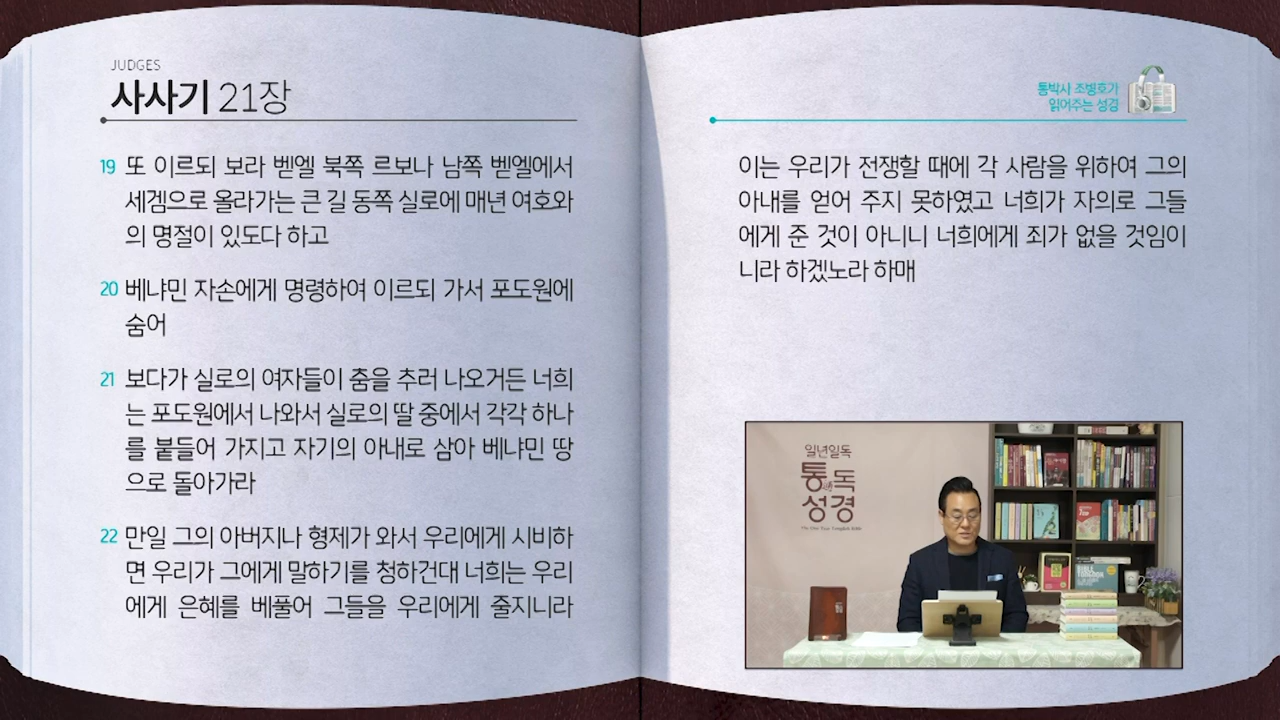 JUDGES
사사기 21장
19 또 이르되 보라 벧엘 북쪽 르보나 남쪽 벧엘에서
세겜으로 올라가는 큰 길 동쪽 실로에 매년 여호와
의 명절이 있도다 하고
20 베냐민 자손에게 명령하여 이르되 가서 포도원에
숨어
21 보다가 실로의 여자들이 춤을 추러 나오거든 너희
는 포도원에서 나와서 실로의 딸 중에서 각각 하나
를 붙들어 가지고 자기의 아내로 삼아 베냐민 땅
으로 돌아가라
22 만일 그의 아버지나 형제가 와서 우리에게 시비하
면 우리가 그에게 말하기를 청하건대 너희는 우리
에게 은혜를 베풀어 그들을 우리에게 줄지니라
통박사 조병호가
읽어주는 성경
이는 우리가 전쟁할 때에 각 사람을 위하여 그의
아내를 얻어 주지 못하였고 너희가 자의로 그들
에게 준 것이 아니니 너희에게 죄가 없을 것임이
니라 하겠노라 하매
일년일독
통독
성경